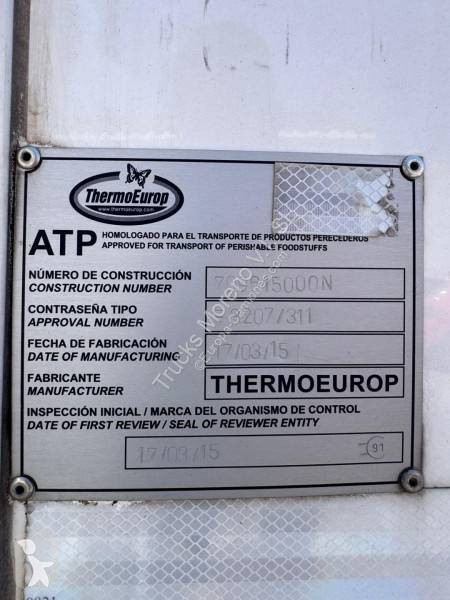 ThermoEurop
www.thermoeurop.com
ATP
HOMOLOGADO PARA EL TRANSPORTE DE PRODUCTOS PERECEDEROS
APPROVED FOR TRANSPORT OF PERISHABLE FOODSTUFFS
NÚMERO DE CONSTRUCCIÓN
CONSTRUCTION NUMBER
CONTRASEÑA TIPO
APPROVAL NUMBER
3207/311
FECHA DE FABRICACIÓN
DATE OF MANUFACTURING
17/03/15
FABRICANTE
MANUFACTURER
THERMOEUROP
INSPECCIÓN INICIAL / MARCA DEL ORGANISMO DE CONTROL
DATE OF FIRST REVIEW / SEAL OF REVIEWER ENTITY
17/03/15
91
Trucks Moreno